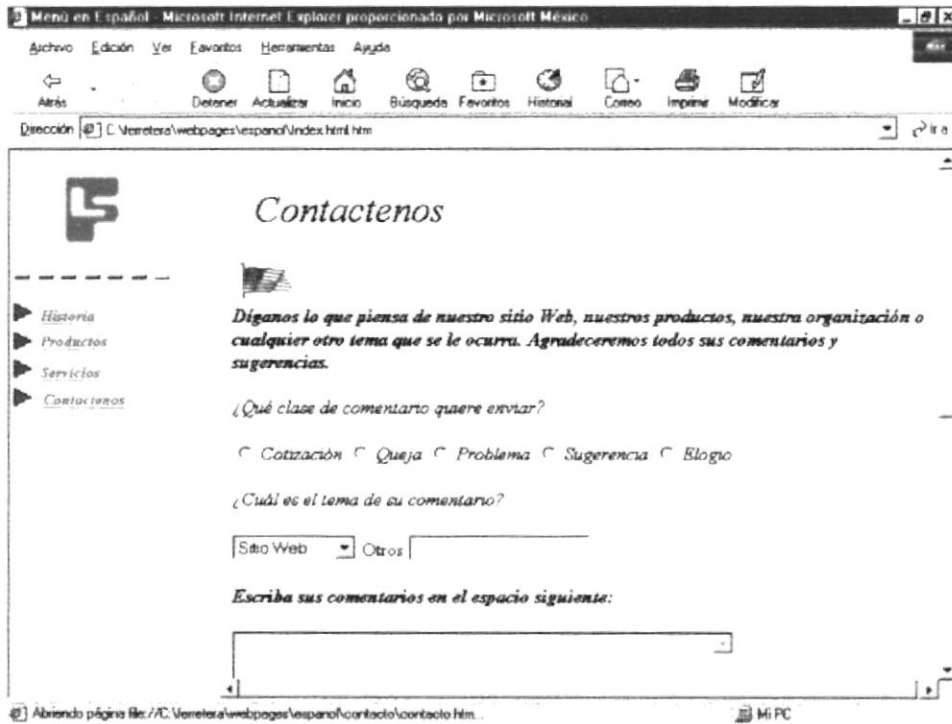 Menú en Español - Microsoft Internet Explorer proporcionado por Microsoft México
Archivo Edición Ver Favoritos Herramientas Ayuda
Atrás Detener Actualizar Inicio Búsqueda Favoritos Historial Correo Imprimir Modificar
Dirección C:\ferretera\webpages\espanol\index.html.htm Ir a
LSF
Contactenos
Historia
Productos
Servicios
Contactenos
Díganos lo que piensa de nuestro sitio Web, nuestros productos, nuestra organización o
cualquier otro tema que se le ocurra. Agradeceremos todos sus comentarios y
sugerencias.
¿Qué clase de comentario quiere enviar?
Cotización Queja Problema Sugerencia Elogio
¿Cuál es el tema de su comentario?
Sitio Web Otros
Escriba sus comentarios en el espacio siguiente:
Abriendo página file://C:\ferretera\webpages\espanol\contacto\contacto.htm... Mi PC